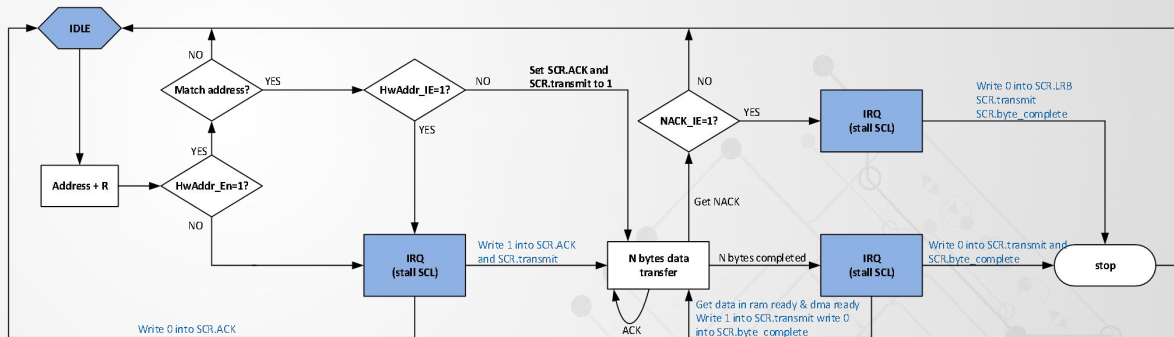 IDLE
NO
NO
Match address?
YES
HwAddr_IE=1?
NO
Set SCR.ACK and
SCR.transmit to 1
NACK_IE=1?
YES
IRQ
(stall SCL)
Write 0 into SCR.LRB
SCR.transmit
SCR.byte_complete
YES
YES
Address + R
HwAddr_En=1?
Get NACK
NO
IRQ
(stall SCL)
Write 1 into SCR.ACK
and SCR.transmit
N bytes data
transfer
N bytes completed
IRQ
(stall SCL)
Write 0 into SCR.transmit and
SCR.byte_complete
stop
Write 0 into SCR.ACK
ACK
Get data in ram ready & dma ready
Write 1 into SCR.transmit write 0
into SCR.byte_complete